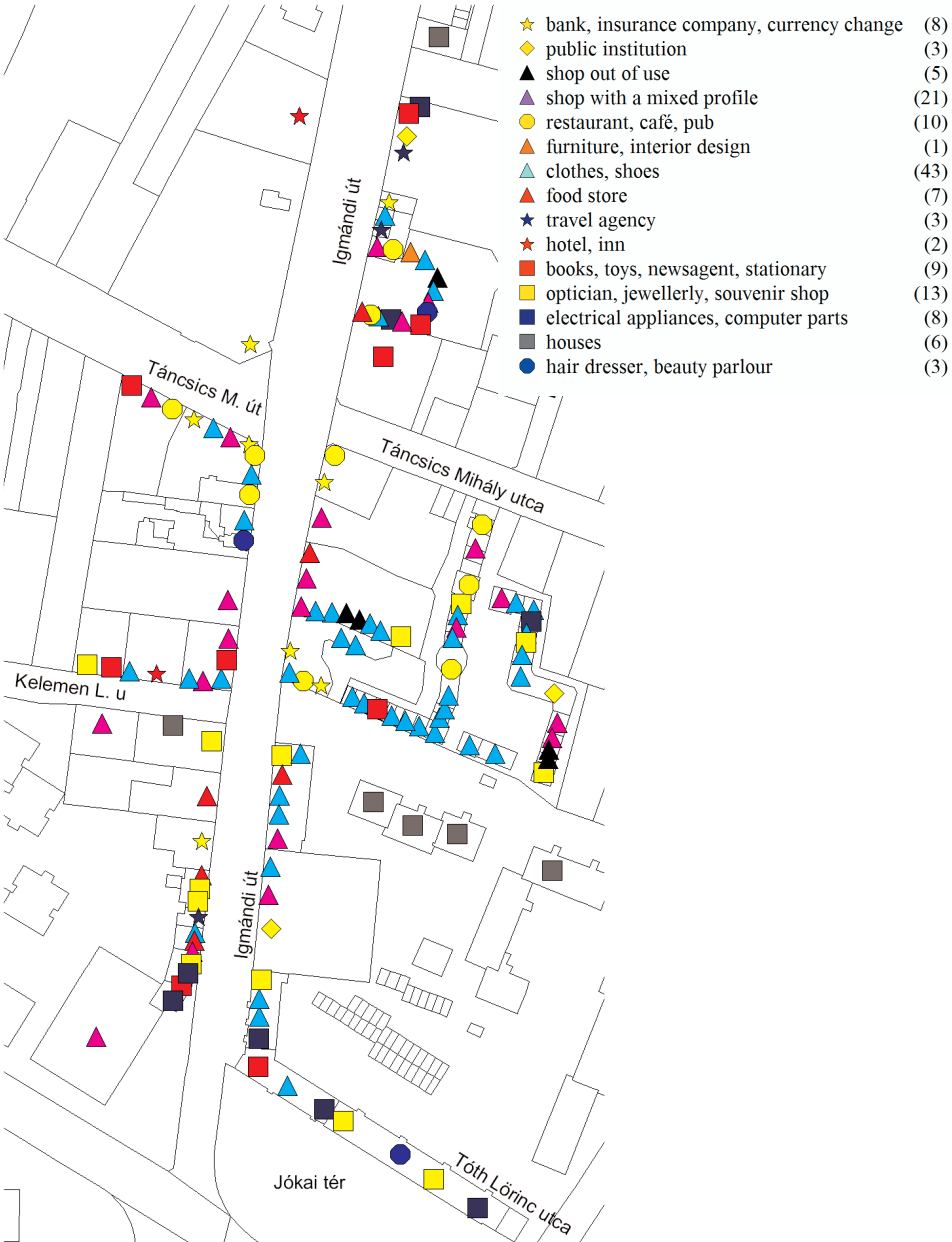 bank, insurance company, currency change (8)
public institution (3)
shop out of use (5)
shop with a mixed profile (21)
restaurant, café, pub (10)
furniture, interior design (1)
clothes, shoes (43)
food store (7)
travel agency (3)
hotel, inn (2)
books, toys, newsagent, stationary (9)
optician, jewellerly, souvenir shop (13)
electrical appliances, computer parts (8)
houses (6)
hair dresser, beauty parlour (3)
Igmándi út
Táncsics M. út
Táncsics Mihály utca
Kelemen L. u
Igmándi út
Jókai tér
Tóth Lörinc utca